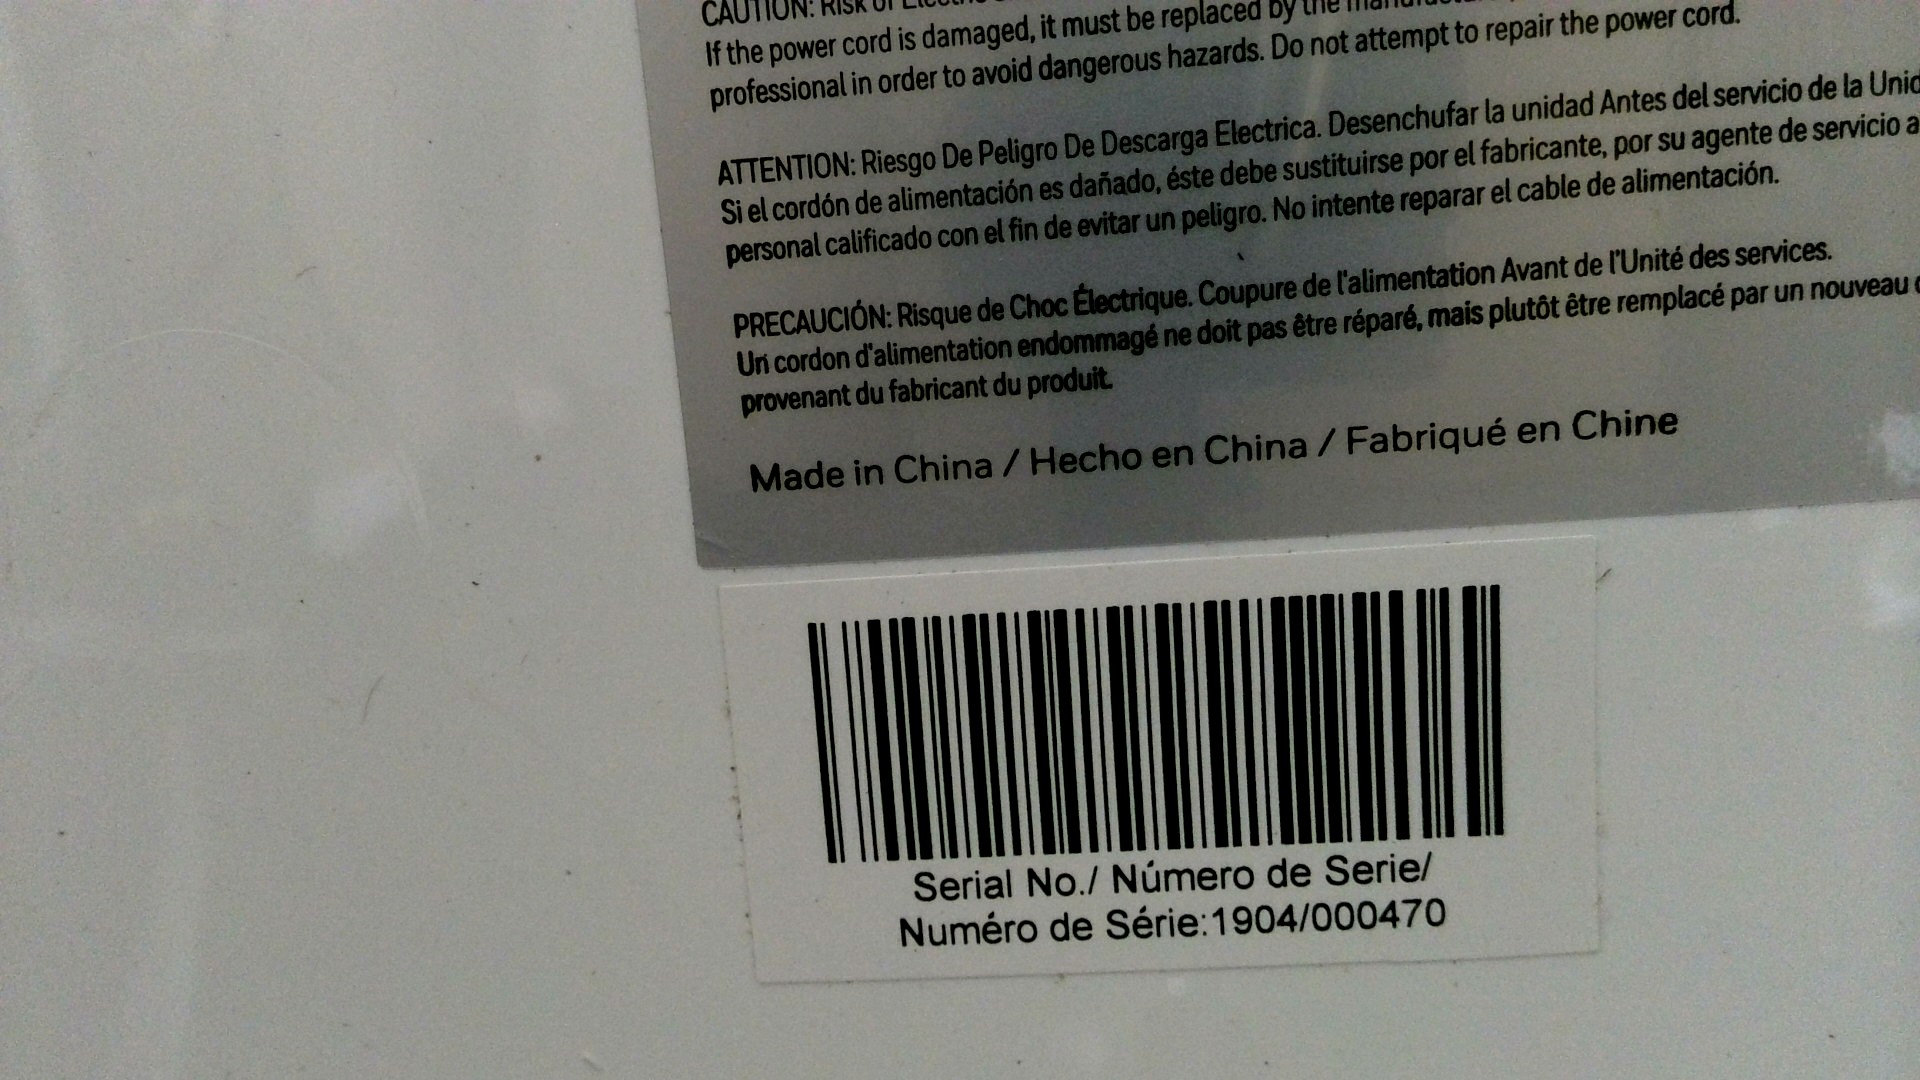 CAUTION: Risk of
If the power cord is damaged, it must be replaced by the
professional in order to avoid dangerous hazards. Do not attempt to repair the power cord.
ATTENTION: Riesgo De Peligro De Descarga Electrica. Desenchufar la unidad Antes del servicio de la
Si el cordón de alimentación es dañado, éste debe sustituirse por el fabricante, por su agente de servicio
personal calificado con el fin de evitar un peligro. No intente reparar el cable de alimentación.
PRECAUCIÓN: Risque de Choc Électrique. Coupure de l'alimentation Avant de l'Unité des services.
Un cordon d'alimentation endommagé ne doit pas être réparé, mais plutôt être remplacé par un nouveau
provenant du fabricant du produit.
Made in China / Hecho en China / Fabriqué en Chine
Serial No./ Número de Serie/
Numéro de Série:1904/000470